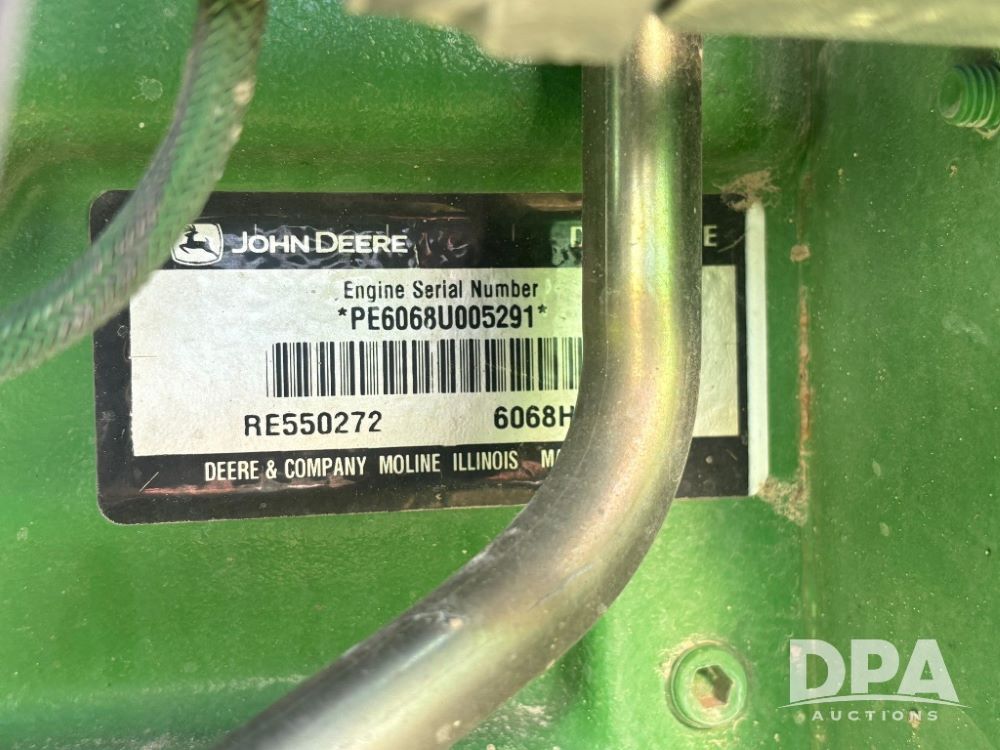 JOHN DEERE
Engine Serial Number
*PE6068U005291*
RE550272 6068H
DEERE & COMPANY MOLINE ILLINOIS
DPA
AUCTIONS